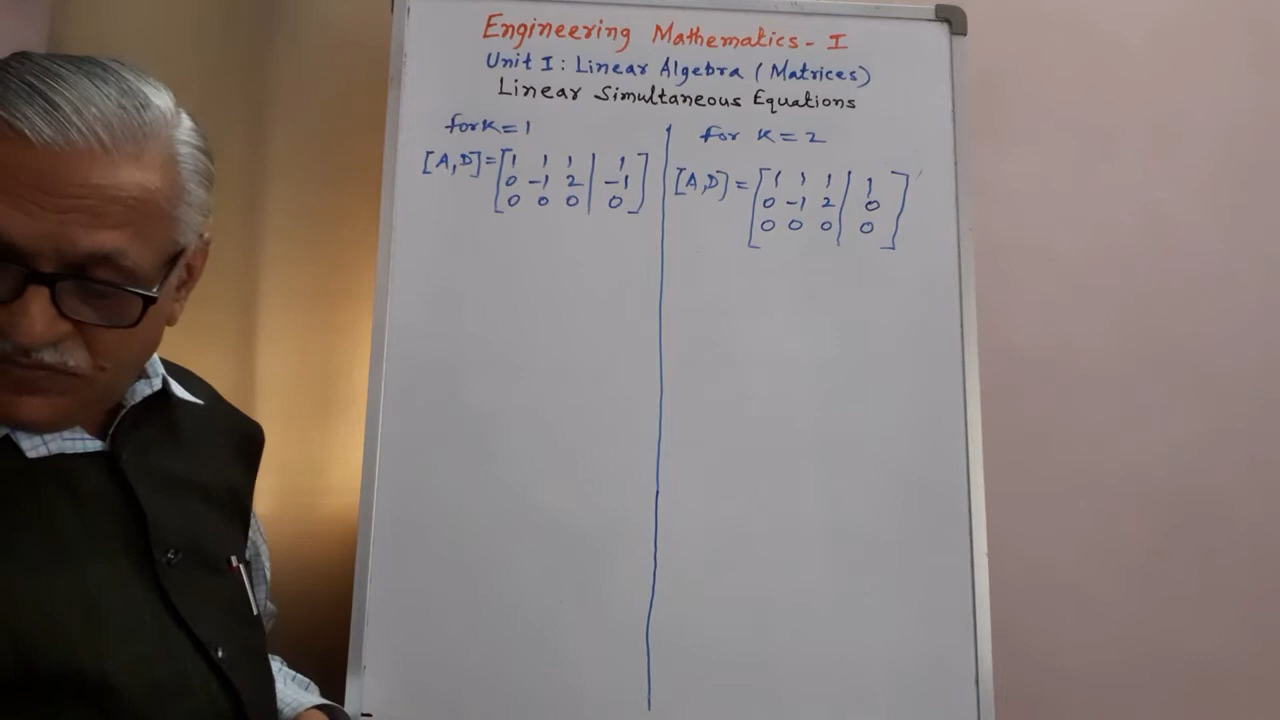 Engineering Mathematics - I
Unit I : Linear Algebra (Matrices)
Linear Simultaneous Equations
for K = 1
[A,D] = [1 1 1 | 1]
0 -1 2 | -1
0 0 0 | 0
for K = 2
[A,D] = [1 1 1 | 1]
0 -1 2 | 0
0 0 0 | 0